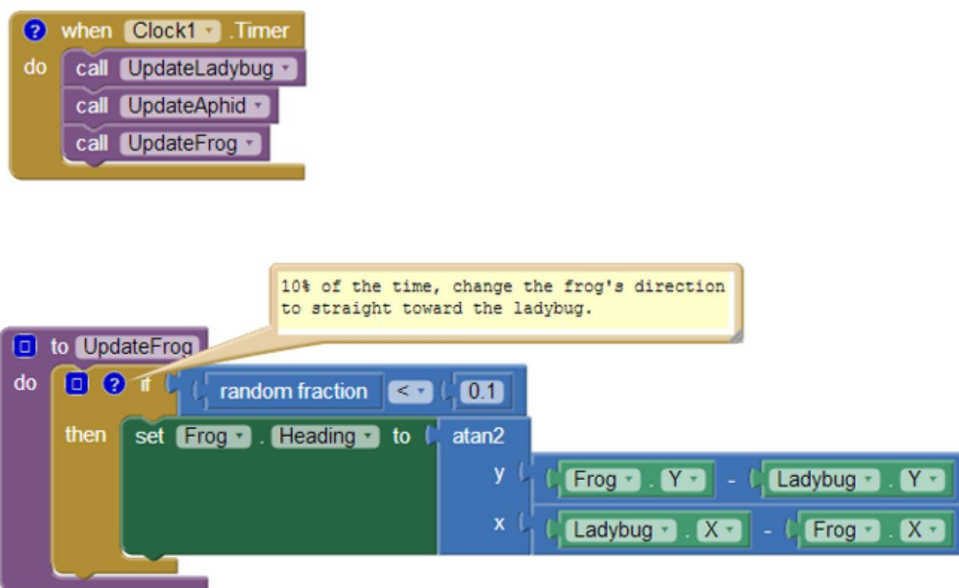 ? when Clock1 .Timer
do call UpdateLadybug
call UpdateAphid
call UpdateFrog
10% of the time, change the frog's direction
to straight toward the ladybug.
to UpdateFrog
do ? if random fraction < 0.1
then set Frog . Heading to atan2
y Frog . Y - Ladybug . Y
x Ladybug . X - Frog . X